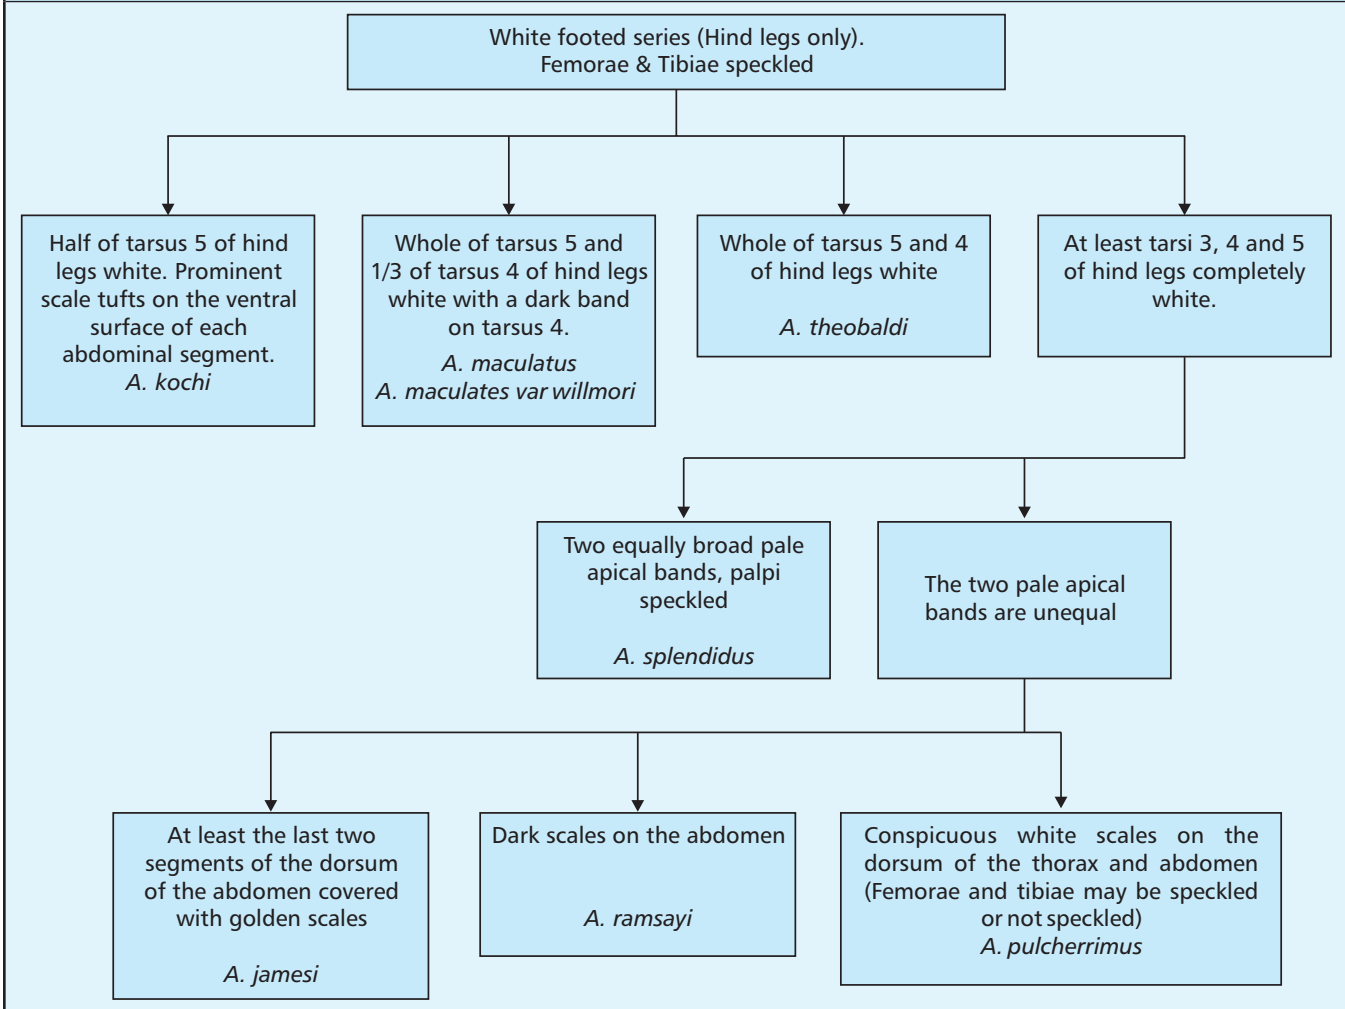 White footed series (Hind legs only).
Femorae & Tibiae speckled
Half of tarsus 5 of hind
legs white. Prominent
scale tufts on the ventral
surface of each
abdominal segment.
A. kochi
Whole of tarsus 5 and
1/3 of tarsus 4 of hind legs
white with a dark band
on tarsus 4.
A. maculatus
A. maculates var willmori
Whole of tarsus 5 and 4
of hind legs white
A. theobaldi
At least tarsi 3, 4 and 5
of hind legs completely
white.
Two equally broad pale
apical bands, palpi
speckled
A. splendidus
The two pale apical
bands are unequal
At least the last two
segments of the dorsum
of the abdomen covered
with golden scales
A. jamesi
Dark scales on the abdomen
A. ramsayi
Conspicuous white scales on the
dorsum of the thorax and abdomen
(Femorae and tibiae may be speckled
or not speckled)
A. pulcherrimus